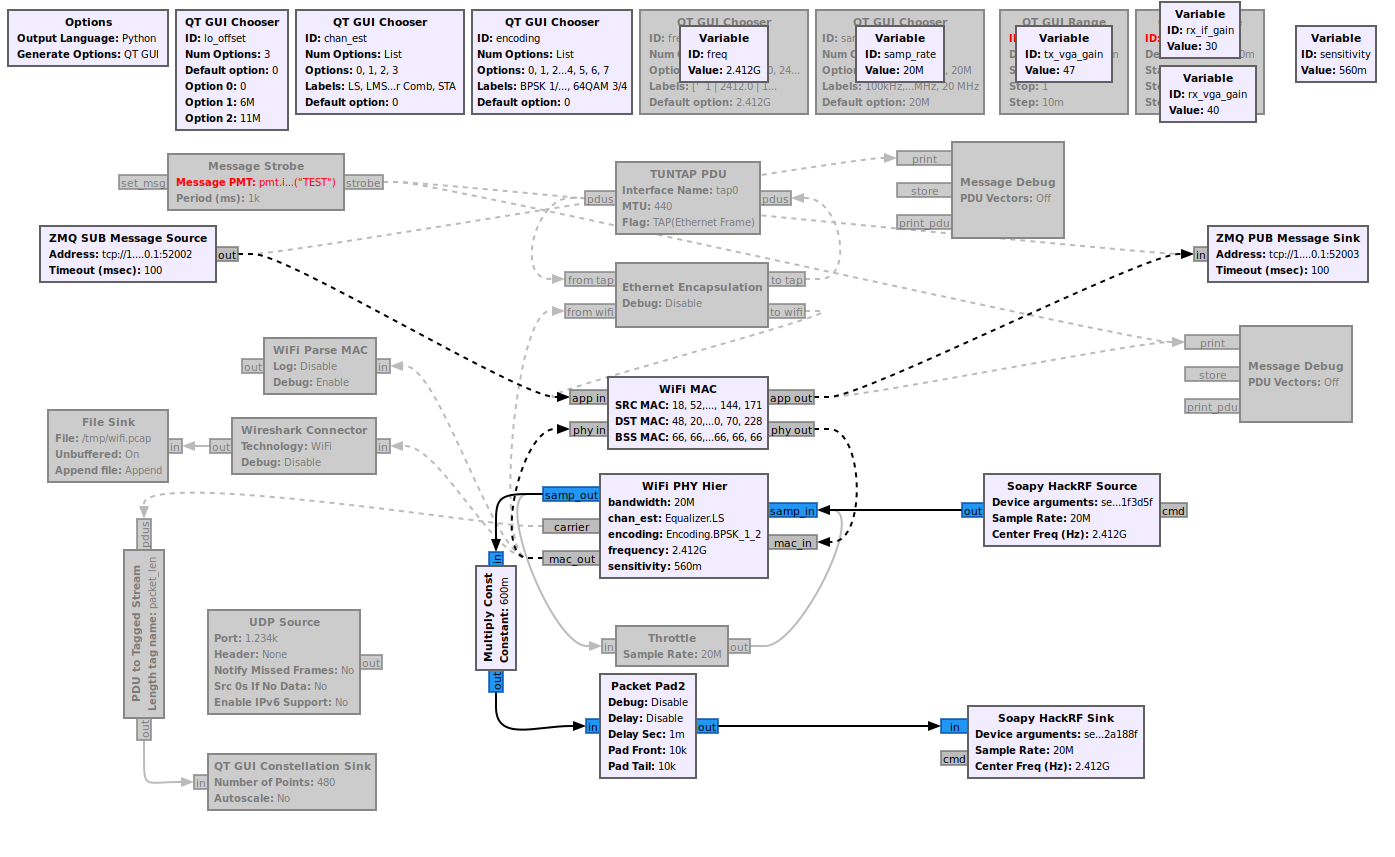 Options
Output Language: Python
Generate Options: QT GUI
QT GUI Chooser
ID: lo_offset
Num Options: 3
Default option: 0
Option 0: 0
Option 1: 6M
Option 2: 11M
QT GUI Chooser
ID: chan_est
Num Options: List
Options: 0, 1, 2, 3
Labels: LS, LMS...r Comb, STA
Default option: 0
QT GUI Chooser
ID: encoding
Num Options: List
Options: 0, 1, 2...4, 5, 6, 7
Labels: BPSK 1/..., 64QAM 3/4
Default option: 0
QT GUI Chooser
Default option: 2.412G
Variable
ID: freq
Value: 2.412G
QT GUI Chooser
Labels: 100kHz,...MHz, 20 MHz
Default option: 20M
Variable
ID: samp_rate
Value: 20M
QT GUI Range
Stop: 1
Step: 10m
Variable
ID: tx_vga_gain
Value: 47
Variable
ID: rx_if_gain
Value: 30
Variable
ID: rx_vga_gain
Value: 40
Variable
ID: sensitivity
Value: 560m
Message Strobe
Message PMT: pmt.i...("TEST")
Period (ms): 1k
set_msg
strobe
TUNTAP PDU
Interface Name: tap0
MTU: 440
Flag: TAP(Ethernet Frame)
pdus
pdus
Message Debug
PDU Vectors: Off
print
store
print_pdu
ZMQ SUB Message Source
Address: tcp://1....0.1:52002
Timeout (msec): 100
out
ZMQ PUB Message Sink
Address: tcp://1....0.1:52003
Timeout (msec): 100
in
Ethernet Encapsulation
Debug: Disable
from tap
from wifi
to tap
to wifi
WiFi Parse MAC
Log: Disable
Debug: Enable
out
in
Message Debug
PDU Vectors: Off
print
store
print_pdu
WiFi MAC
SRC MAC: 18, 52,..., 144, 171
DST MAC: 48, 20,...0, 70, 228
BSS MAC: 66, 66,...66, 66, 66
app in
phy in
app out
phy out
File Sink
File: /tmp/wifi.pcap
Unbuffered: On
Append file: Append
in
Wireshark Connector
Technology: WiFi
Debug: Disable
out
in
WiFi PHY Hier
bandwidth: 20M
chan_est: Equalizer.LS
encoding: Encoding.BPSK_1_2
frequency: 2.412G
sensitivity: 560m
samp_out
carrier
mac_out
samp_in
mac_in
Soapy HackRF Source
Device arguments: se...1f3d5f
Sample Rate: 20M
Center Freq (Hz): 2.412G
out
cmd
pdus
PDU to Tagged Stream
Length tag name: packet_len
out
in
Multiply Const
Constant: 600m
out
UDP Source
Port: 1.234k
Header: None
Notify Missed Frames: No
Src 0s If No Data: No
Enable IPv6 Support: No
out
Throttle
Sample Rate: 20M
in
out
Packet Pad2
Debug: Disable
Delay: Disable
Delay Sec: 1m
Pad Front: 10k
Pad Tail: 10k
in
out
Soapy HackRF Sink
Device arguments: se...2a188f
Sample Rate: 20M
Center Freq (Hz): 2.412G
in
cmd
QT GUI Constellation Sink
Number of Points: 480
Autoscale: No
in